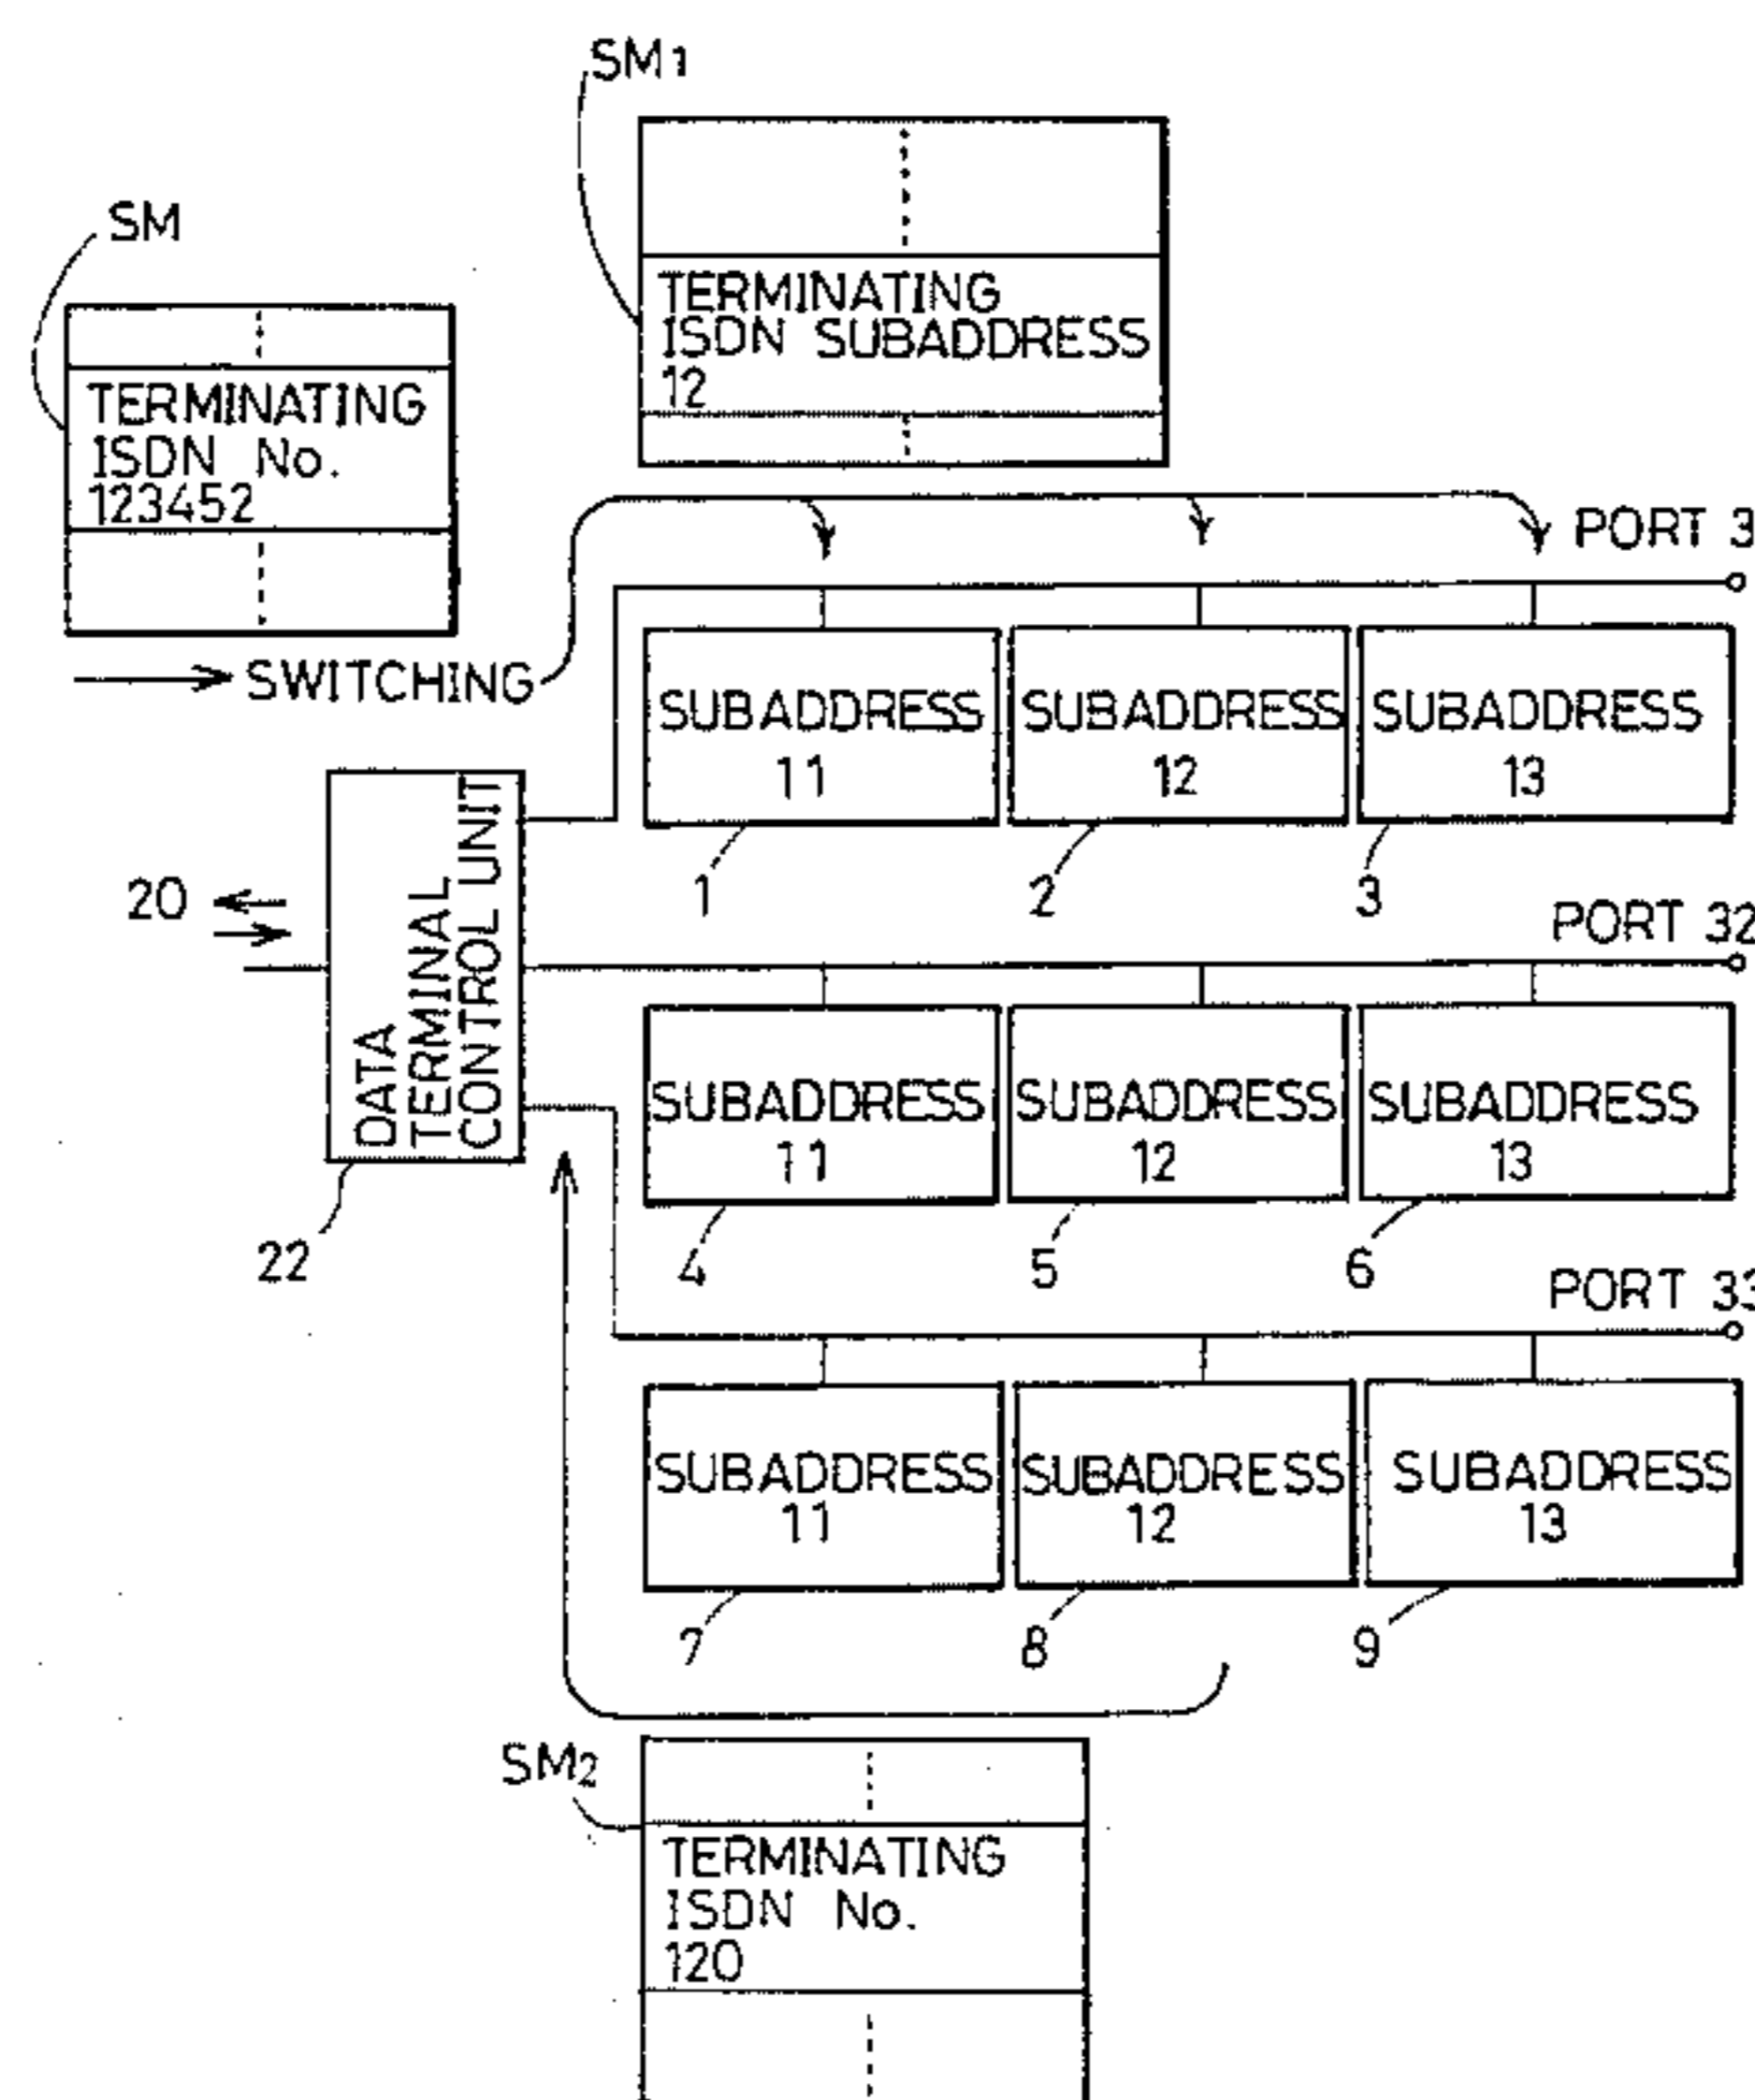 SM1
SM
TERMINATING
ISDN SUBADDRESS
12
TERMINATING
ISDN No.
123452
PORT 3
SWITCHING
SUBADDRESS
11
SUBADDRESS
12
SUBADDRESS
13
DATA
TERMINAL
CONTROL UNIT
20
1
2
3
PORT 32
SUBADDRESS
11
SUBADDRESS
12
SUBADDRESS
13
22
4
5
6
PORT 33
SUBADDRESS
11
SUBADDRESS
12
SUBADDRESS
13
7
8
9
SM2
TERMINATING
ISDN No.
120